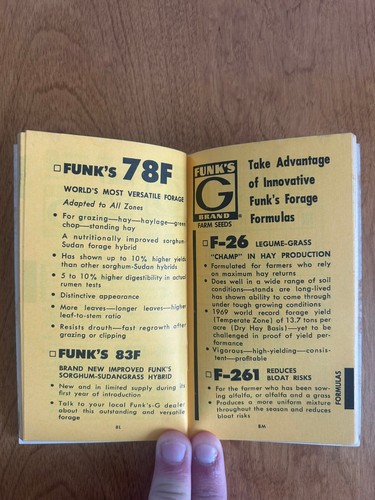 □ FUNK'S 78F
WORLD'S MOST VERSATILE FORAGE
Adapted to All Zones
• For grazing—hay—haylage—green
chop—standing hay
A nutritionally improved sorghum-
Sudan forage hybrid
• Has shown up to 10% higher yields
than other sorghum-Sudan hybrids
• 5 to 10% higher digestibility in actual
rumen tests
• Distinctive appearance
• More leaves—longer leaves—higher
leaf-to-stem ratio
• Resists drouth—fast regrowth after
grazing or clipping
□ FUNK'S 83F
BRAND NEW IMPROVED FUNK'S
SORGHUM-SUDANGRASS HYBRID
• New and in limited supply during this
first year of introduction
• Talk to your local Funk's-G dealer
about this outstanding and versatile
forage
8L
FUNK'S
G
BRAND ®
FARM SEEDS
Take Advantage
of Innovative
Funk's Forage
Formulas
□ F-26 LEGUME-GRASS
"CHAMP" IN HAY PRODUCTION
• Formulated for farmers who rely
on maximum hay returns
• Does well in a wide range of soil
conditions—stands are long-lived
has shown ability to come through
under tough growing conditions
• 1969 world record forage yield
(Temperate Zone) of 13.7 tons per
acre (Dry Hay Basis)—yet to be
challenged in proof of yield perfor-
mance
• Vigorous—high-yielding—consis-
tent—profitable
□ F-261 REDUCES
BLOAT RISKS
• For the farmer who has been sow-
ing alfalfa, or alfalfa and a grass
• Produces a more uniform mixture
throughout the season and reduces
bloat risks
FORMULAS
8M